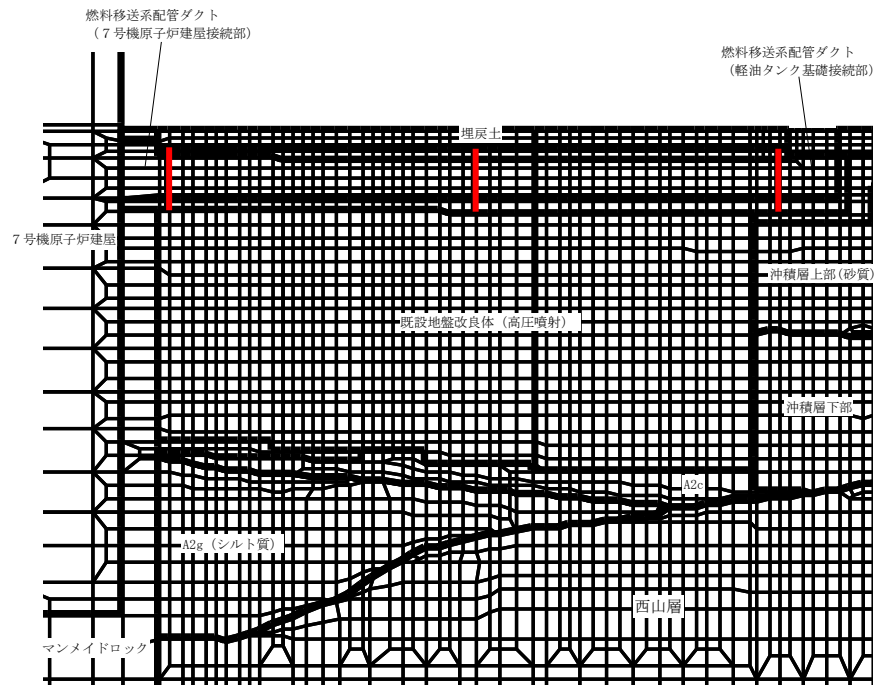 燃料移送系配管ダクト
（７号機原子炉建屋接続部）
燃料移送系配管ダクト
（軽油タンク基礎接続部）
埋戻土
７号機原子炉建屋
沖積層上部(砂質)
既設地盤改良体（高圧噴射）
沖積層下部
A2c
A2g（シルト質）
西山層
マンメイドロック